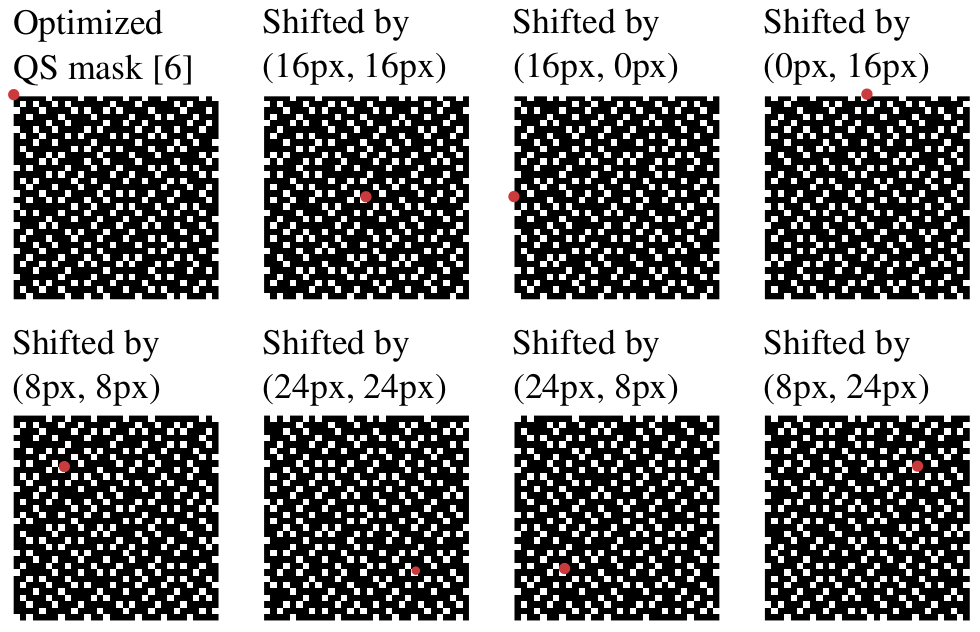 Optimized
QS mask [6]
Shifted by
(16px, 16px)
Shifted by
(16px, 0px)
Shifted by
(0px, 16px)
Shifted by
(8px, 8px)
Shifted by
(24px, 24px)
Shifted by
(24px, 8px)
Shifted by
(8px, 24px)